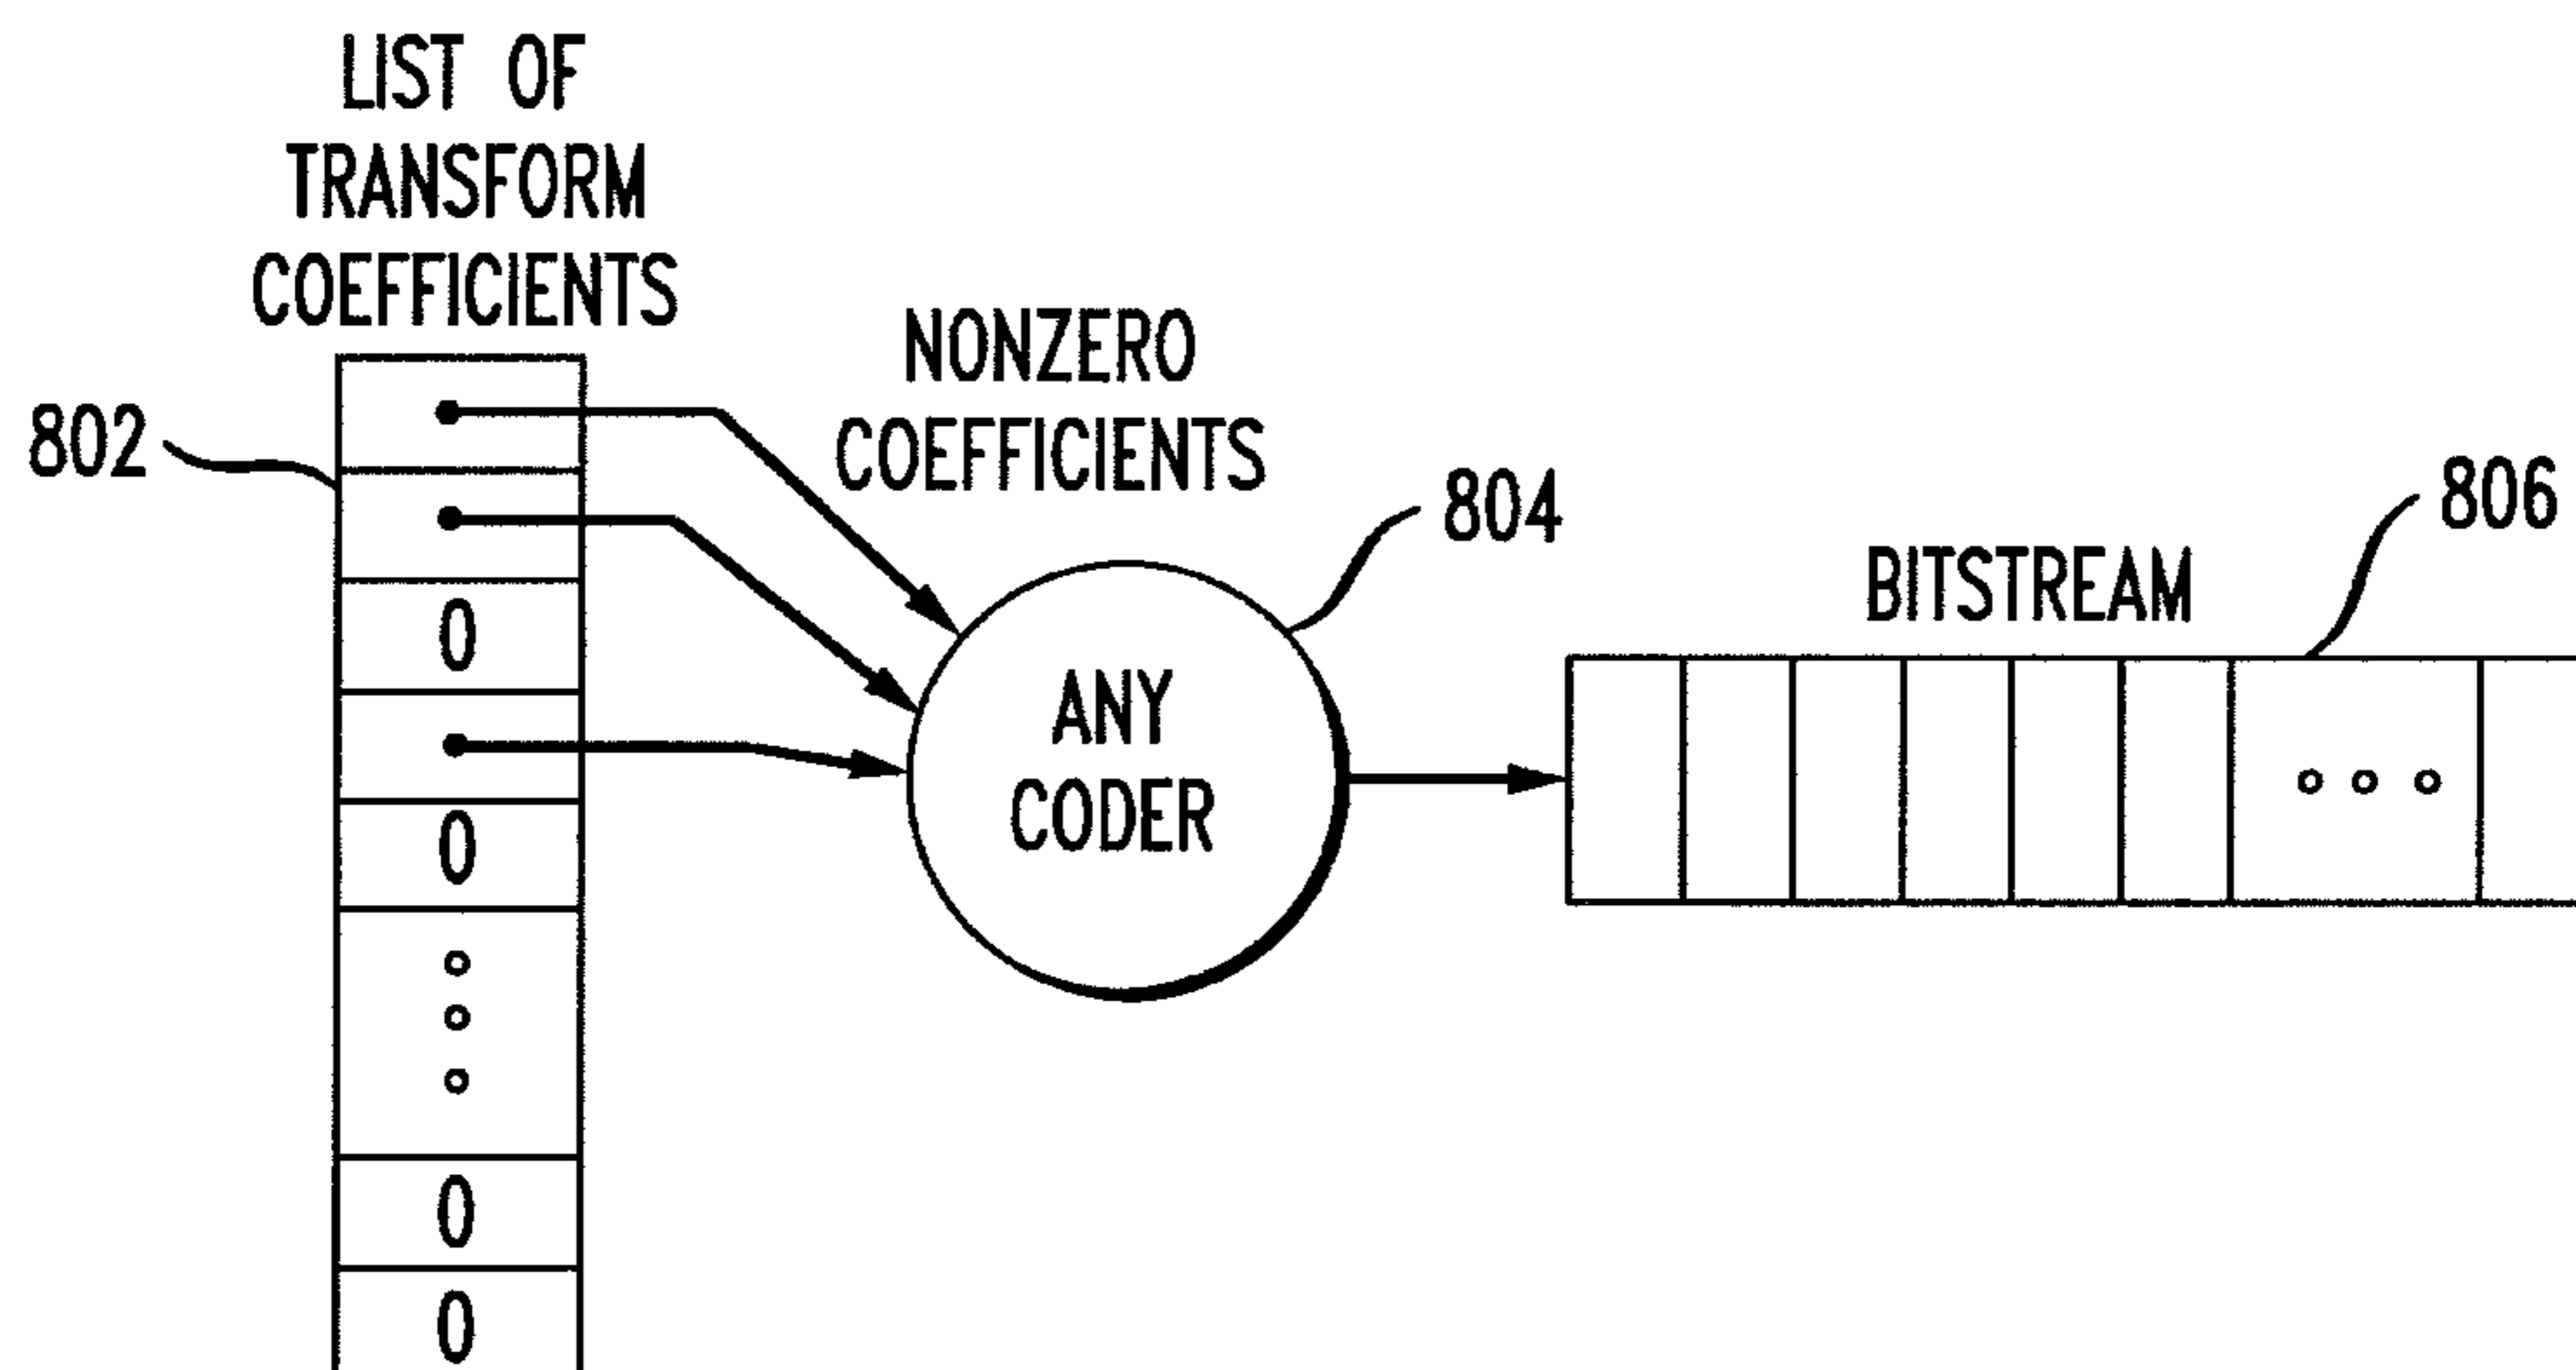 LIST OF
TRANSFORM
COEFFICIENTS
NONZERO
COEFFICIENTS
802
804
806
BITSTREAM
0
ANY
CODER
0
0
0